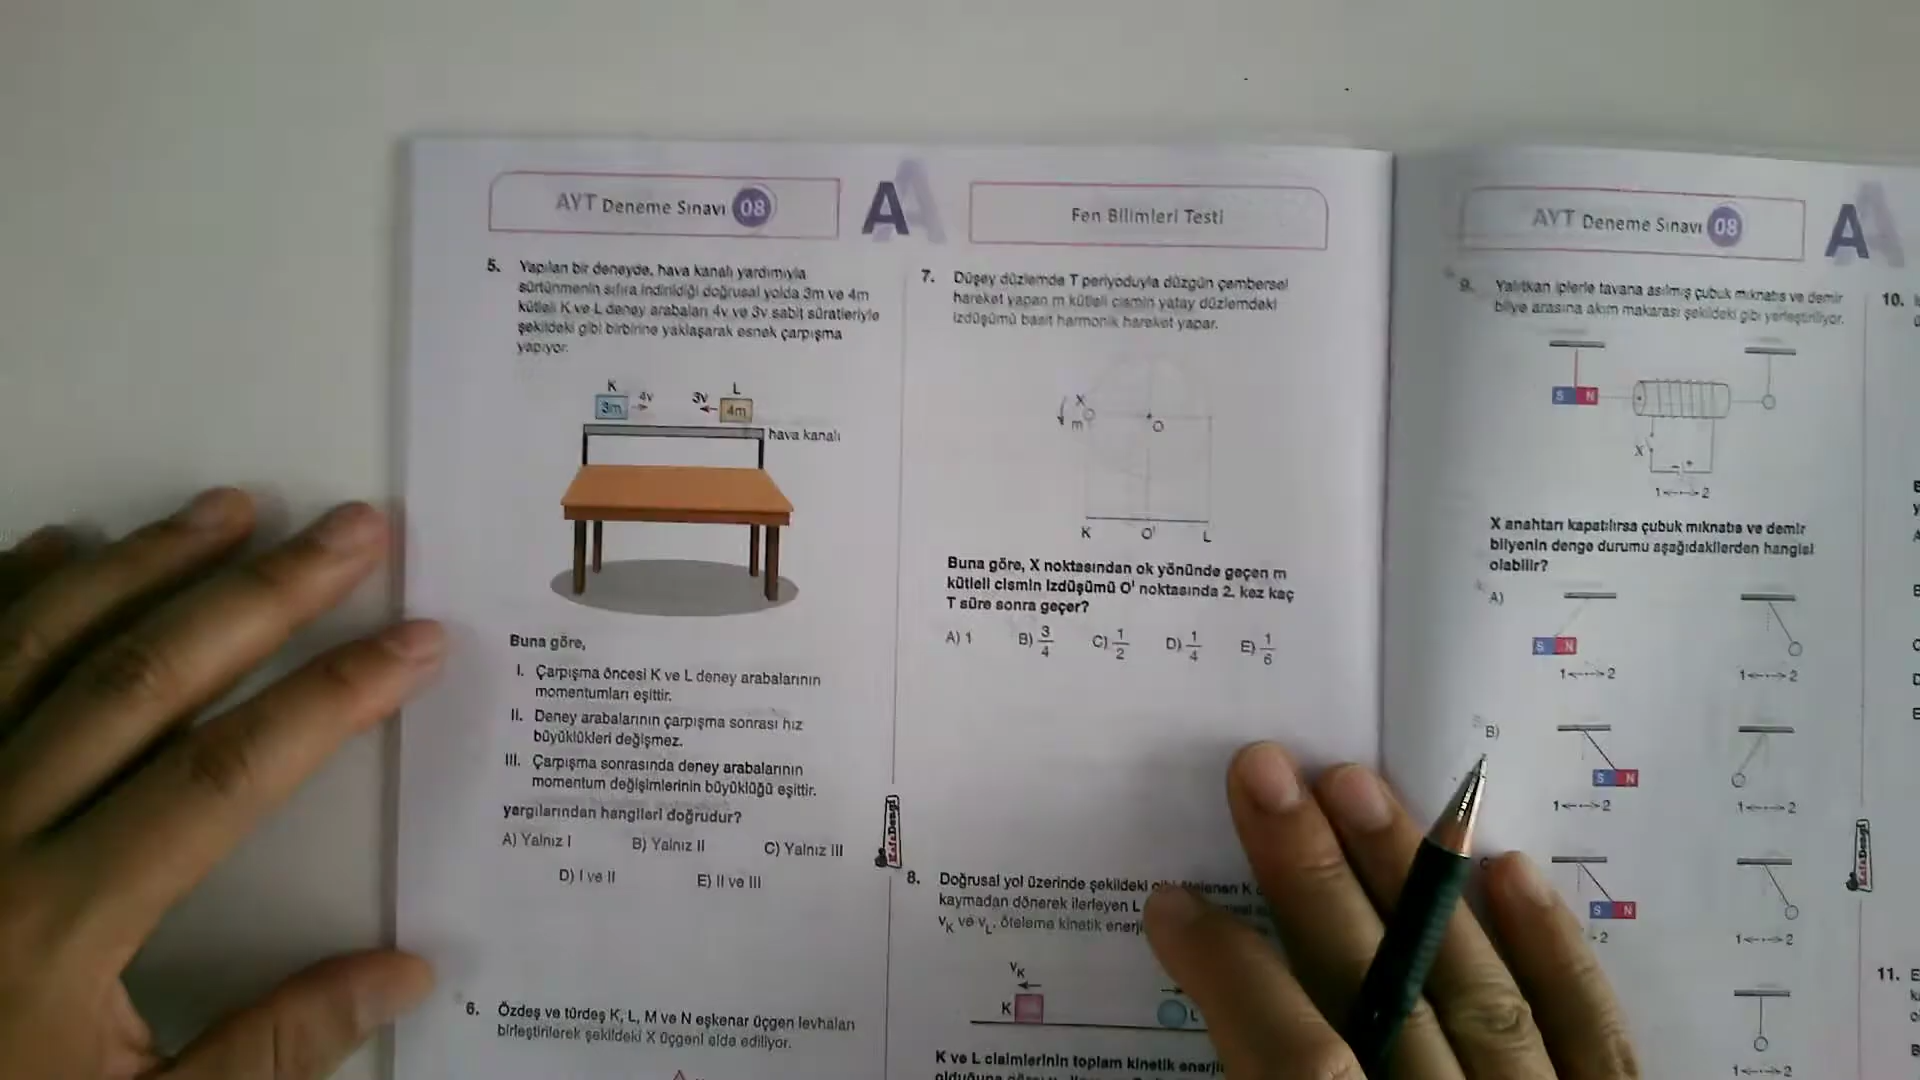 AYT Deneme Sınavı 08
A
Fen Bilimleri Testi
5. Yapılan bir deneyde, hava kanalı yardımıyla
sürtünmenin sıfıra indirildiği doğrusal yolda 3m ve 4m
kütleli K ve L deney arabaları 4v ve 3v sabit süratleriyle
şekildeki gibi birbirine yaklaşarak esnek çarpışma
yapıyor.
K
L
4v
3v
3m
4m
hava kanalı
Buna göre,
I. Çarpışma öncesi K ve L deney arabalarının
momentumları eşittir.
II. Deney arabalarının çarpışma sonrası hız
büyüklükleri değişmez.
III. Çarpışma sonrasında deney arabalarının
momentum değişimlerinin büyüklüğü eşittir.
yargılarından hangileri doğrudur?
A) Yalnız I
B) Yalnız II
C) Yalnız III
D) I ve II
E) II ve III
6. Özdeş ve türdeş K, L, M ve N eşkenar üçgen levhaları
birleştirilerek şekildeki X üçgeni elde ediliyor.
7. Düşey düzlemde T periyoduyla düzgün çembersel
hareket yapan m kütleli cismin yatay düzlemdeki
izdüşümü basit harmonik hareket yapar.
X
m
O
K
O'
L
Buna göre, X noktasından ok yönünde geçen m
kütleli cismin izdüşümü O' noktasında 2. kez kaç
T süre sonra geçer?
A) 1
B) 3/4
C) 1/2
D) 1/4
E) 1/6
KafaDengi
8. Doğrusal yol üzerinde şekildeki ötelenen K
kaymadan dönerek ilerleyen L
vK ve vL, öteleme kinetik
vK
K
L
K ve L cisimlerinin toplam kinetik
AYT Deneme Sınavı 08
A
9. Yalıtkan iplerle tavana asılmış çubuk mıknatıs ve demir
bilye arasına akım makarası şekildeki gibi yerleştiriliyor.
S N
X
- +
1 2
X anahtarı kapatılırsa çubuk mıknatıs ve demir
bilyenin denge durumu aşağıdakilerden hangisi
olabilir?
A)
S N
1 2
1 2
B)
S N
1 2
1 2
S N
2
1 2
1 2
KafaDengi
10.
11.